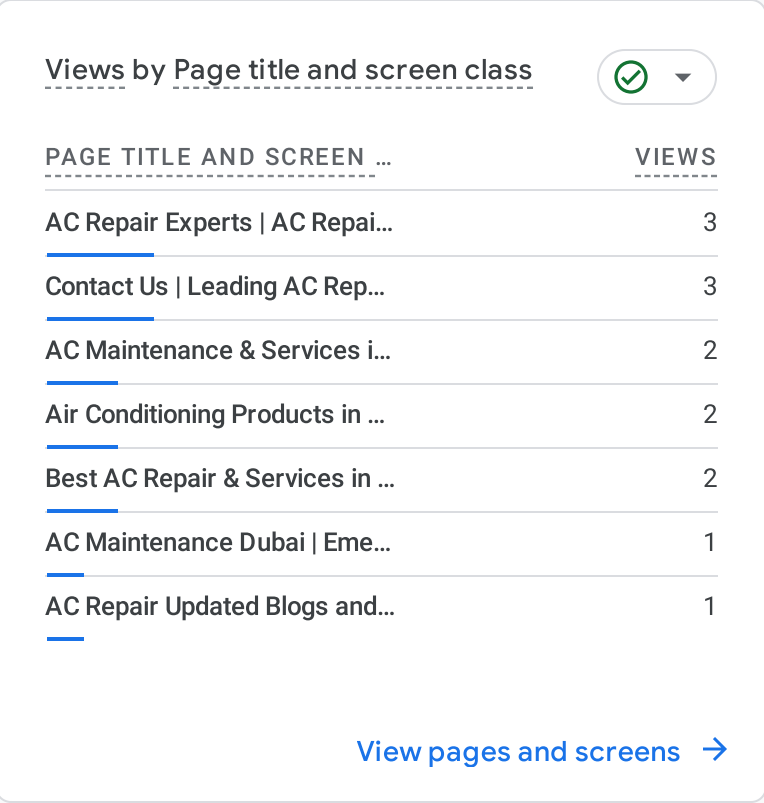 Views by Page title and screen class
PAGE TITLE AND SCREEN …
VIEWS
AC Repair Experts | AC Repai…
3
Contact Us | Leading AC Rep…
3
AC Maintenance & Services i…
2
Air Conditioning Products in …
2
Best AC Repair & Services in …
2
AC Maintenance Dubai | Eme…
1
AC Repair Updated Blogs and…
1
View pages and screens